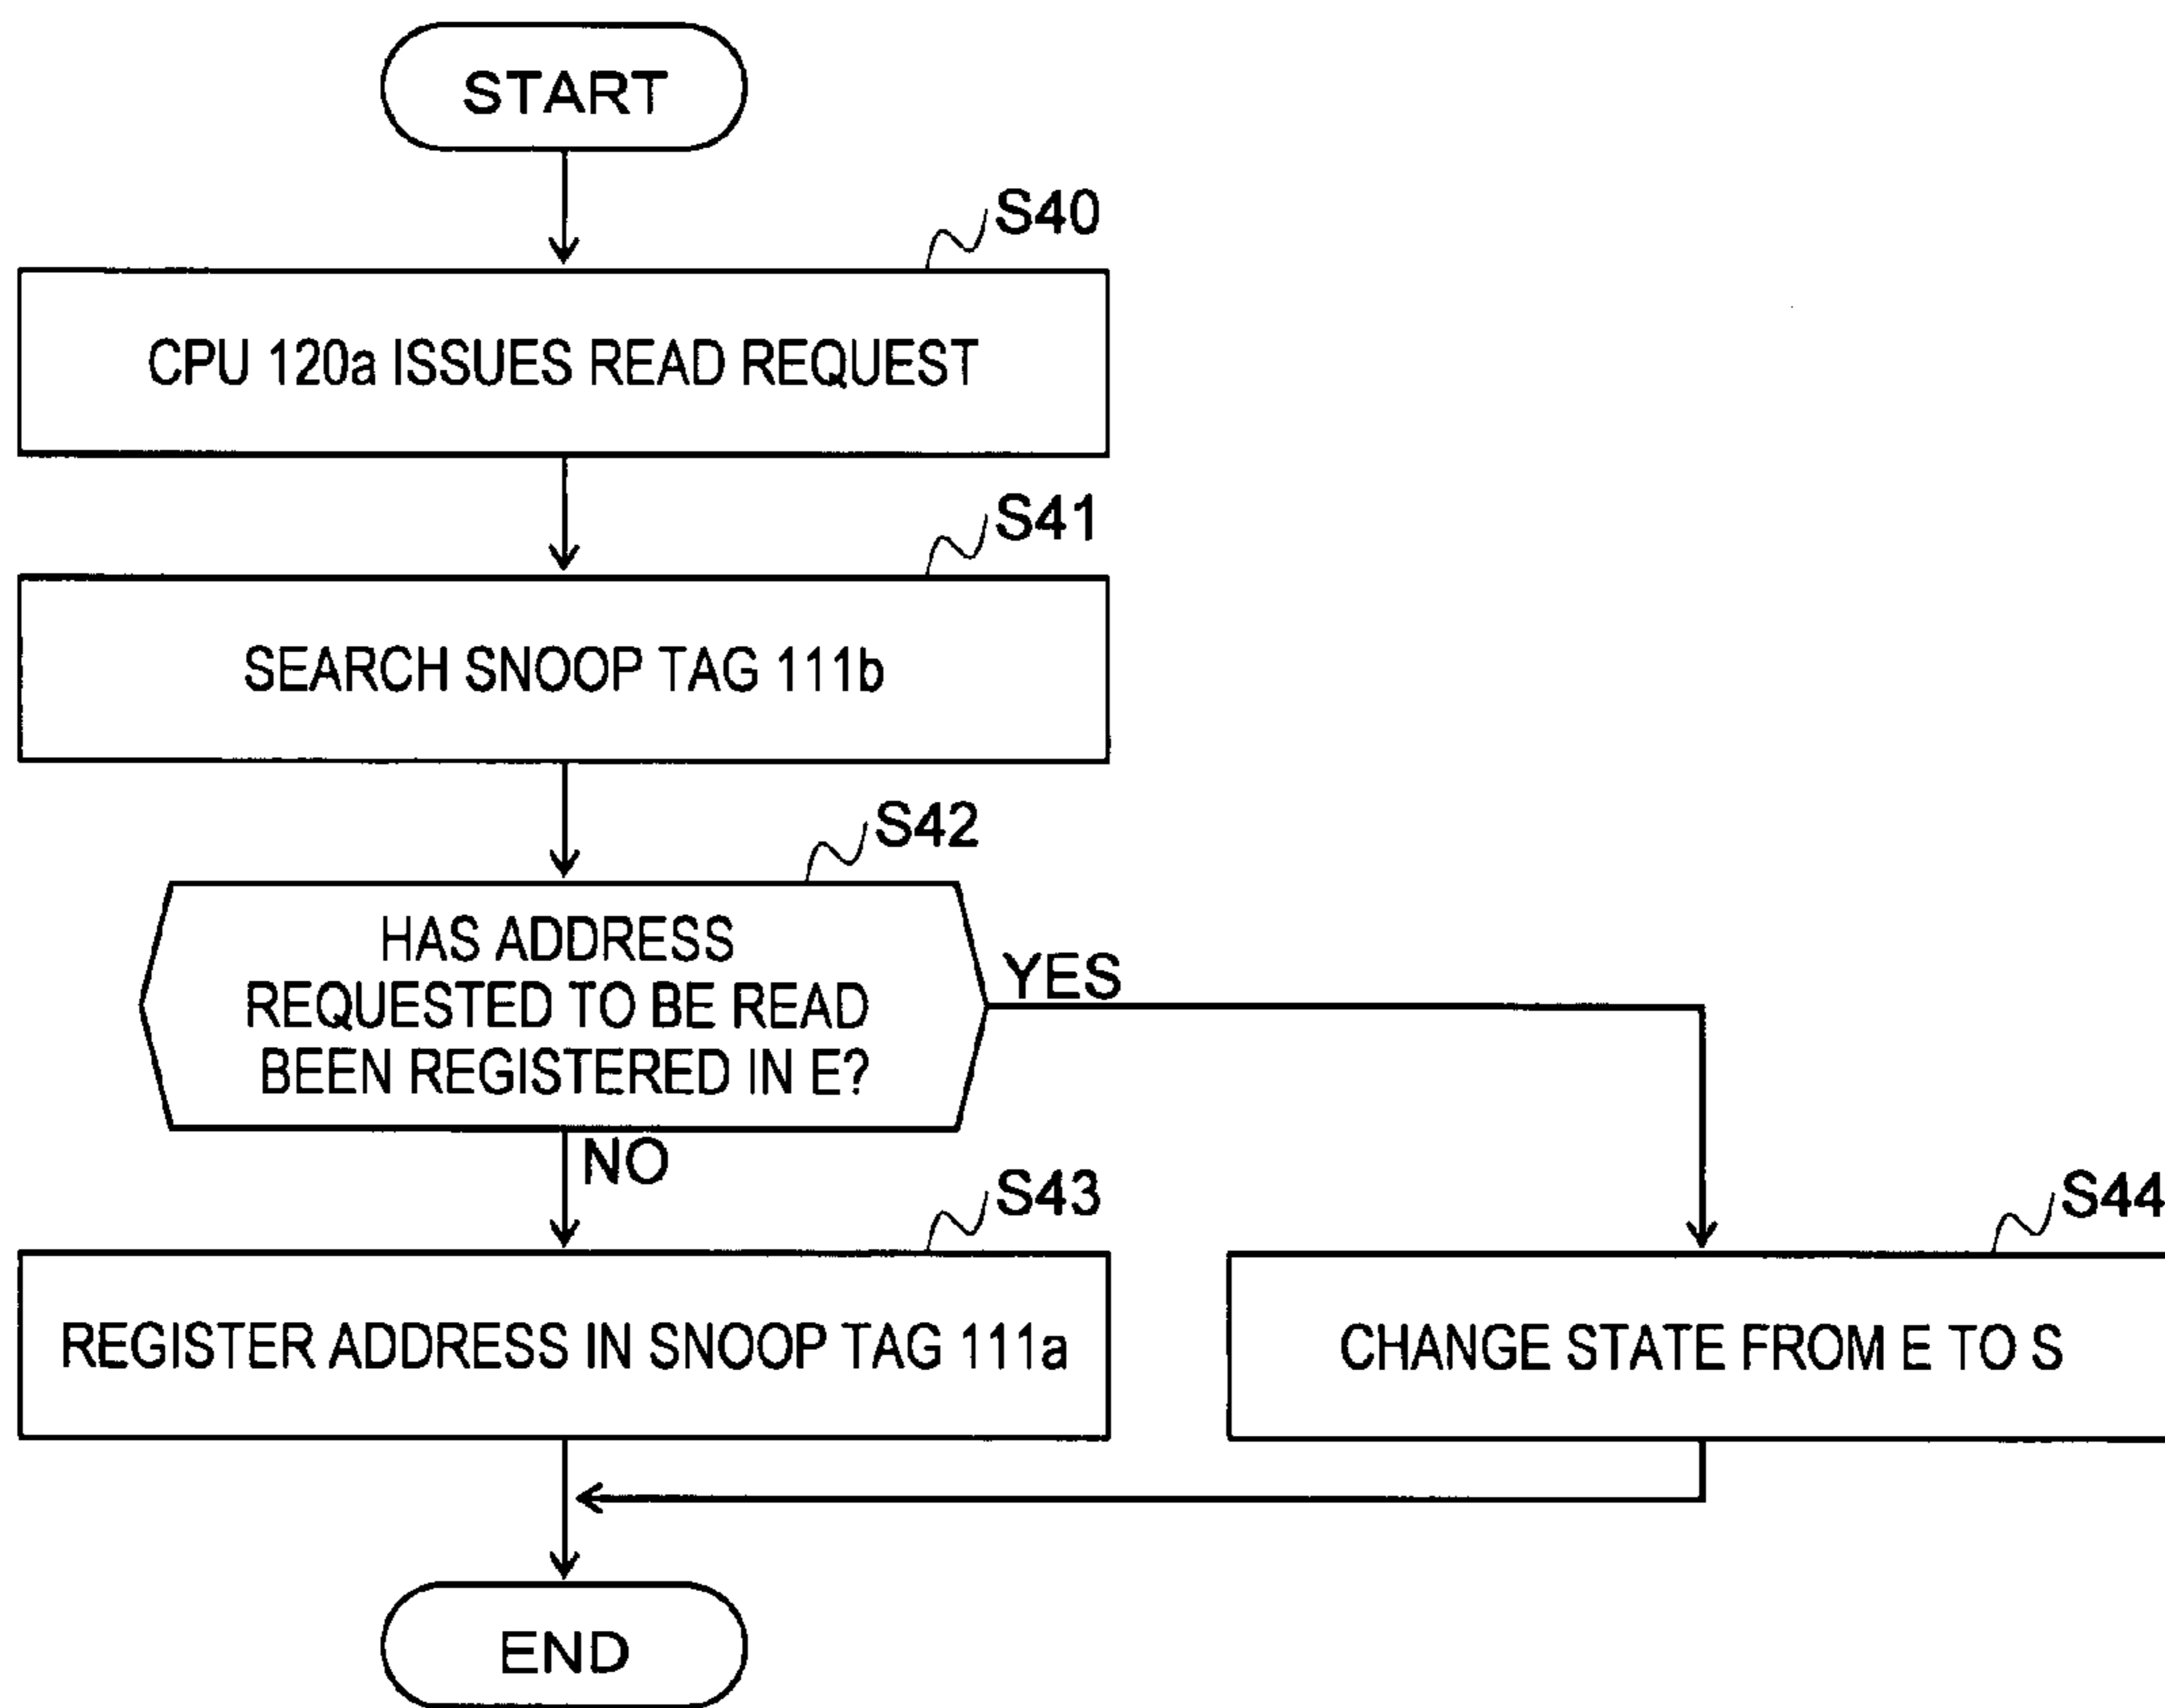 START
S40
CPU 120a ISSUES READ REQUEST
S41
SEARCH SNOOP TAG 111b
S42
HAS ADDRESS
REQUESTED TO BE READ
BEEN REGISTERED IN E?
YES
NO
S43
REGISTER ADDRESS IN SNOOP TAG 111a
S44
CHANGE STATE FROM E TO S
END